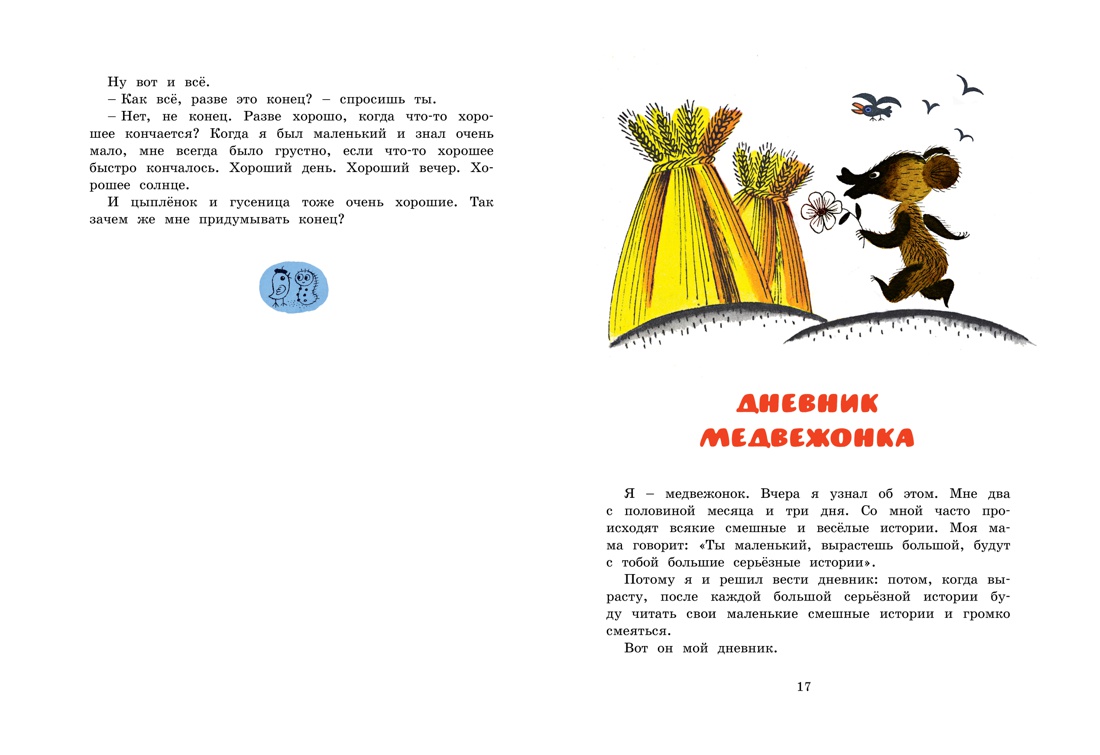 Ну вот и всё.
– Как всё, разве это конец? – спросишь ты.
– Нет, не конец. Разве хорошо, когда что-то хоро-
шее кончается? Когда я был маленький и знал очень
мало, мне всегда было грустно, если что-то хорошее
быстро кончалось. Хороший день. Хороший вечер. Хо-
рошее солнце.
И цыплёнок и гусеница тоже очень хорошие. Так
зачем же мне придумывать конец?
ДНЕВНИК
МЕДВЕЖОНКА
Я – медвежонок. Вчера я узнал об этом. Мне два
с половиной месяца и три дня. Со мной часто про-
исходят всякие смешные и весёлые истории. Моя ма-
ма говорит: «Ты маленький, вырастешь большой, будут
с тобой большие серьёзные истории».
Потому я и решил вести дневник: потом, когда вы-
расту, после каждой большой серьёзной истории бу-
ду читать свои маленькие смешные истории и громко
смеяться.
Вот он мой дневник.
17